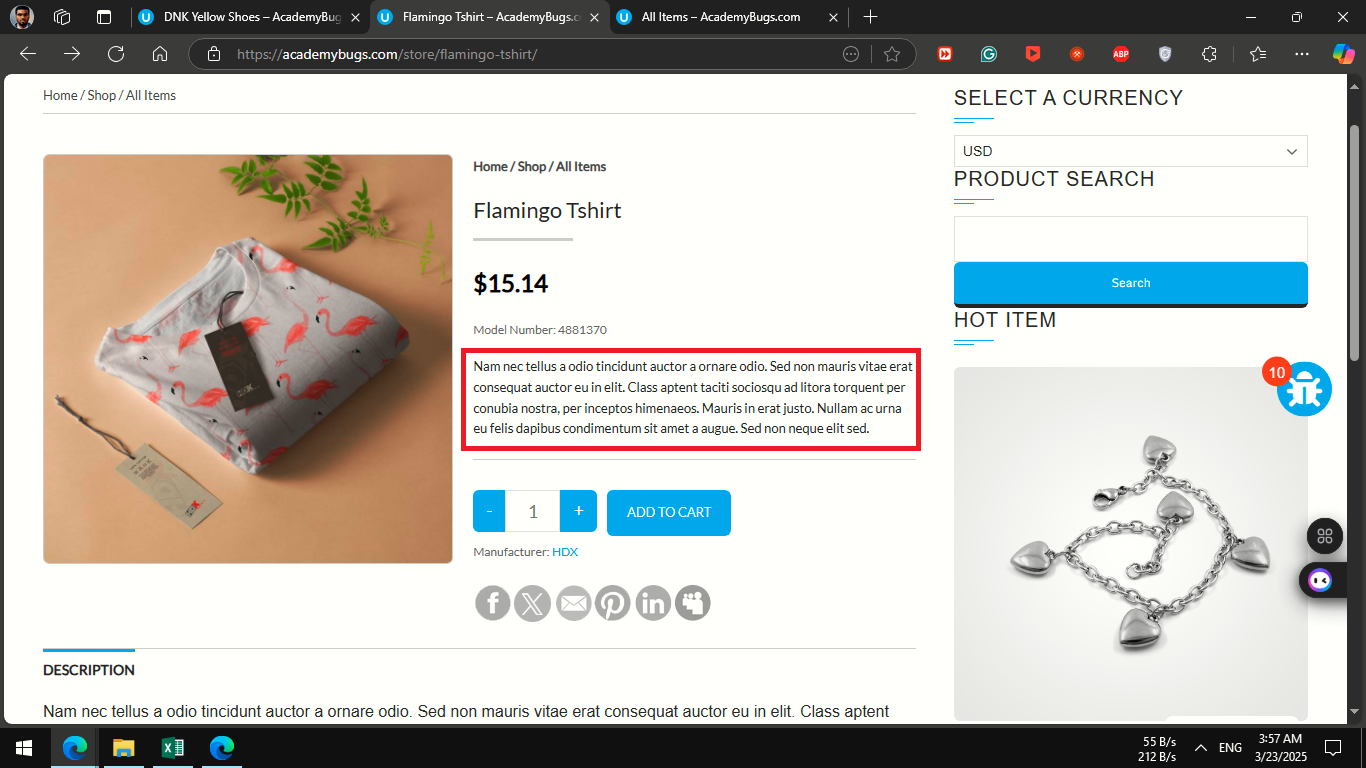 DNK Yellow Shoes – AcademyBug
Flamingo Tshirt – AcademyBugs.c
All Items – AcademyBugs.com
https://academybugs.com/store/flamingo-tshirt/
ABP
Home / Shop / All Items
Home / Shop / All Items
Flamingo Tshirt
$15.14
Model Number: 4881370
Nam nec tellus a odio tincidunt auctor a ornare odio. Sed non mauris vitae erat
consequat auctor eu in elit. Class aptent taciti sociosqu ad litora torquent per
conubia nostra, per inceptos himenaeos. Mauris in erat justo. Nullam ac urna
eu felis dapibus condimentum sit amet a augue. Sed non neque elit sed.
- 1 +
ADD TO CART
Manufacturer: HDX
DESCRIPTION
Nam nec tellus a odio tincidunt auctor a ornare odio. Sed non mauris vitae erat consequat auctor eu in elit. Class aptent
SELECT A CURRENCY
USD
PRODUCT SEARCH
Search
HOT ITEM
10
55 B/s
212 B/s
ENG
3:57 AM
3/23/2025